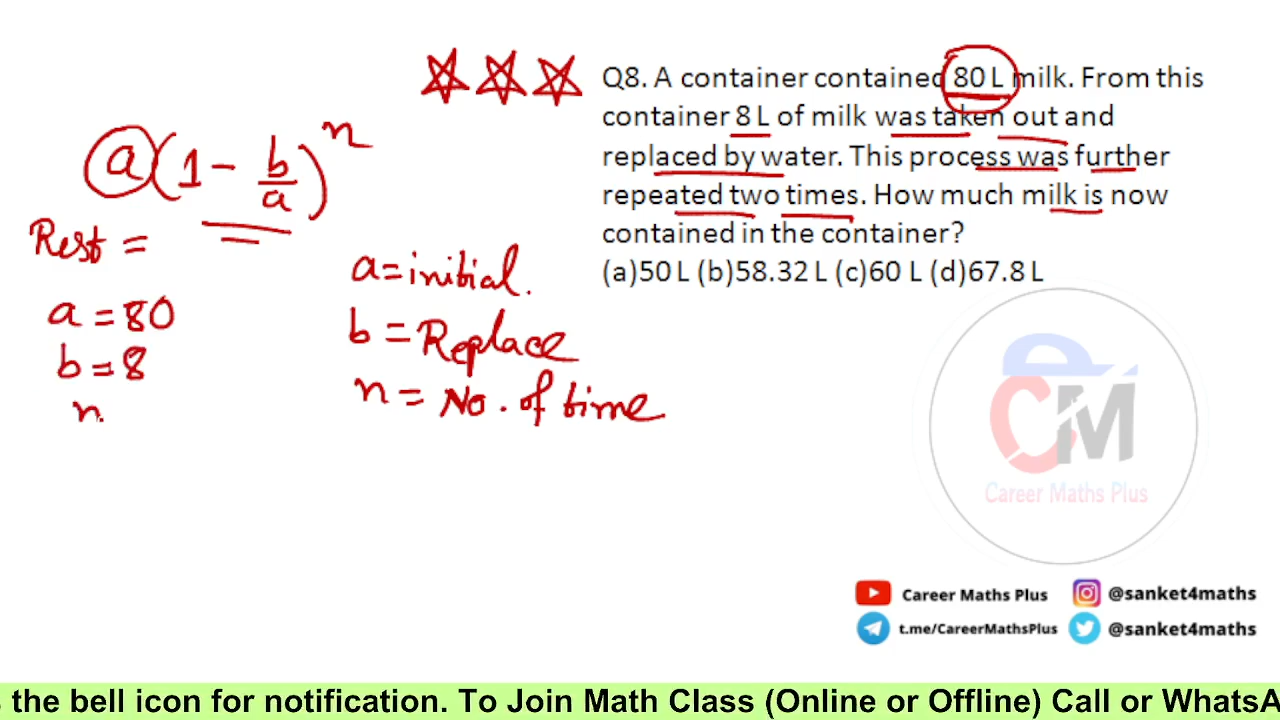 Q8. A container contained 80 L milk. From this
container 8 L of milk was taken out and
replaced by water. This process was further
repeated two times. How much milk is now
contained in the container?
(a)50 L (b)58.32 L (c)60 L (d)67.8 L
a(1 - b/a)^n
Rest =
a = 80
b = 8
n
a = initial.
b = Replace
n = No. of time
CM
Career Maths Plus
Career Maths Plus @sanket4maths
t.me/CareerMathsPlus @sanket4maths
the bell icon for notification. To Join Math Class (Online or Offline) Call or WhatsA